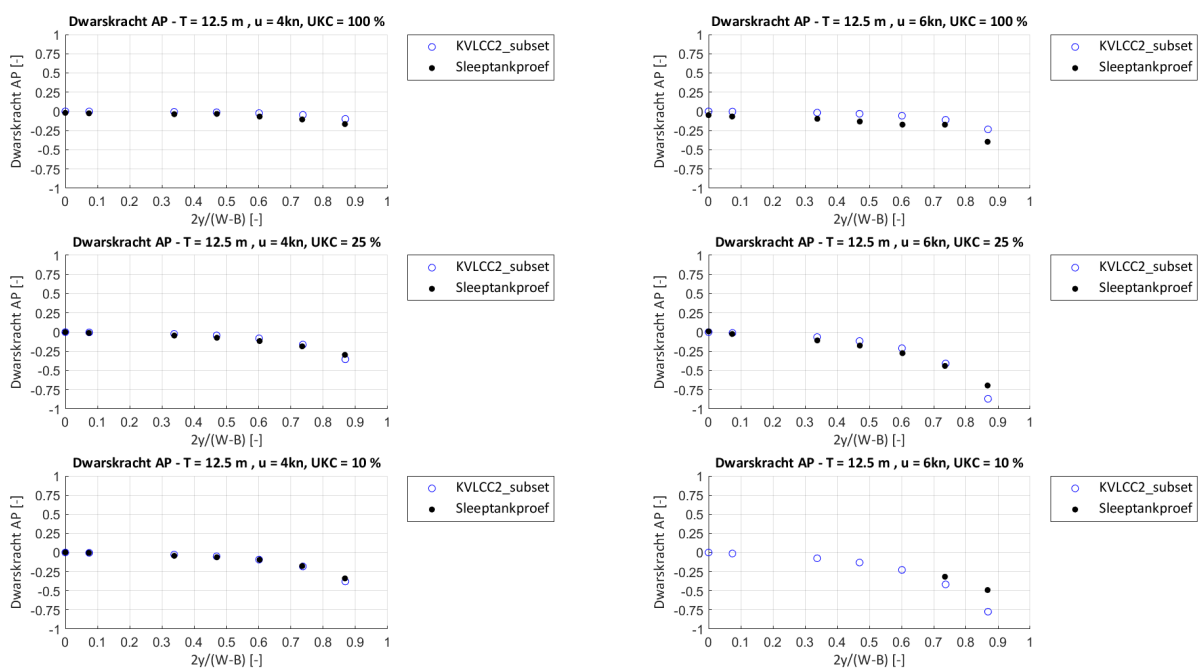 Dwarskracht AP - T = 12.5 m , u = 4kn, UKC = 100 %
Dwarskracht AP [-]
1
0.75
0.5
0.25
0
-0.25
-0.5
-0.75
-1
0 0.1 0.2 0.3 0.4 0.5 0.6 0.7 0.8 0.9 1
2y/(W-B) [-]
KVLCC2_subset
Sleeptankproef
Dwarskracht AP - T = 12.5 m , u = 6kn, UKC = 100 %
Dwarskracht AP [-]
1
0.75
0.5
0.25
0
-0.25
-0.5
-0.75
-1
0 0.1 0.2 0.3 0.4 0.5 0.6 0.7 0.8 0.9 1
2y/(W-B) [-]
KVLCC2_subset
Sleeptankproef
Dwarskracht AP - T = 12.5 m , u = 4kn, UKC = 25 %
Dwarskracht AP [-]
1
0.75
0.5
0.25
0
-0.25
-0.5
-0.75
-1
0 0.1 0.2 0.3 0.4 0.5 0.6 0.7 0.8 0.9 1
2y/(W-B) [-]
KVLCC2_subset
Sleeptankproef
Dwarskracht AP - T = 12.5 m , u = 6kn, UKC = 25 %
Dwarskracht AP [-]
1
0.75
0.5
0.25
0
-0.25
-0.5
-0.75
-1
0 0.1 0.2 0.3 0.4 0.5 0.6 0.7 0.8 0.9 1
2y/(W-B) [-]
KVLCC2_subset
Sleeptankproef
Dwarskracht AP - T = 12.5 m , u = 4kn, UKC = 10 %
Dwarskracht AP [-]
1
0.75
0.5
0.25
0
-0.25
-0.5
-0.75
-1
0 0.1 0.2 0.3 0.4 0.5 0.6 0.7 0.8 0.9 1
2y/(W-B) [-]
KVLCC2_subset
Sleeptankproef
Dwarskracht AP - T = 12.5 m , u = 6kn, UKC = 10 %
Dwarskracht AP [-]
1
0.75
0.5
0.25
0
-0.25
-0.5
-0.75
-1
0 0.1 0.2 0.3 0.4 0.5 0.6 0.7 0.8 0.9 1
2y/(W-B) [-]
KVLCC2_subset
Sleeptankproef